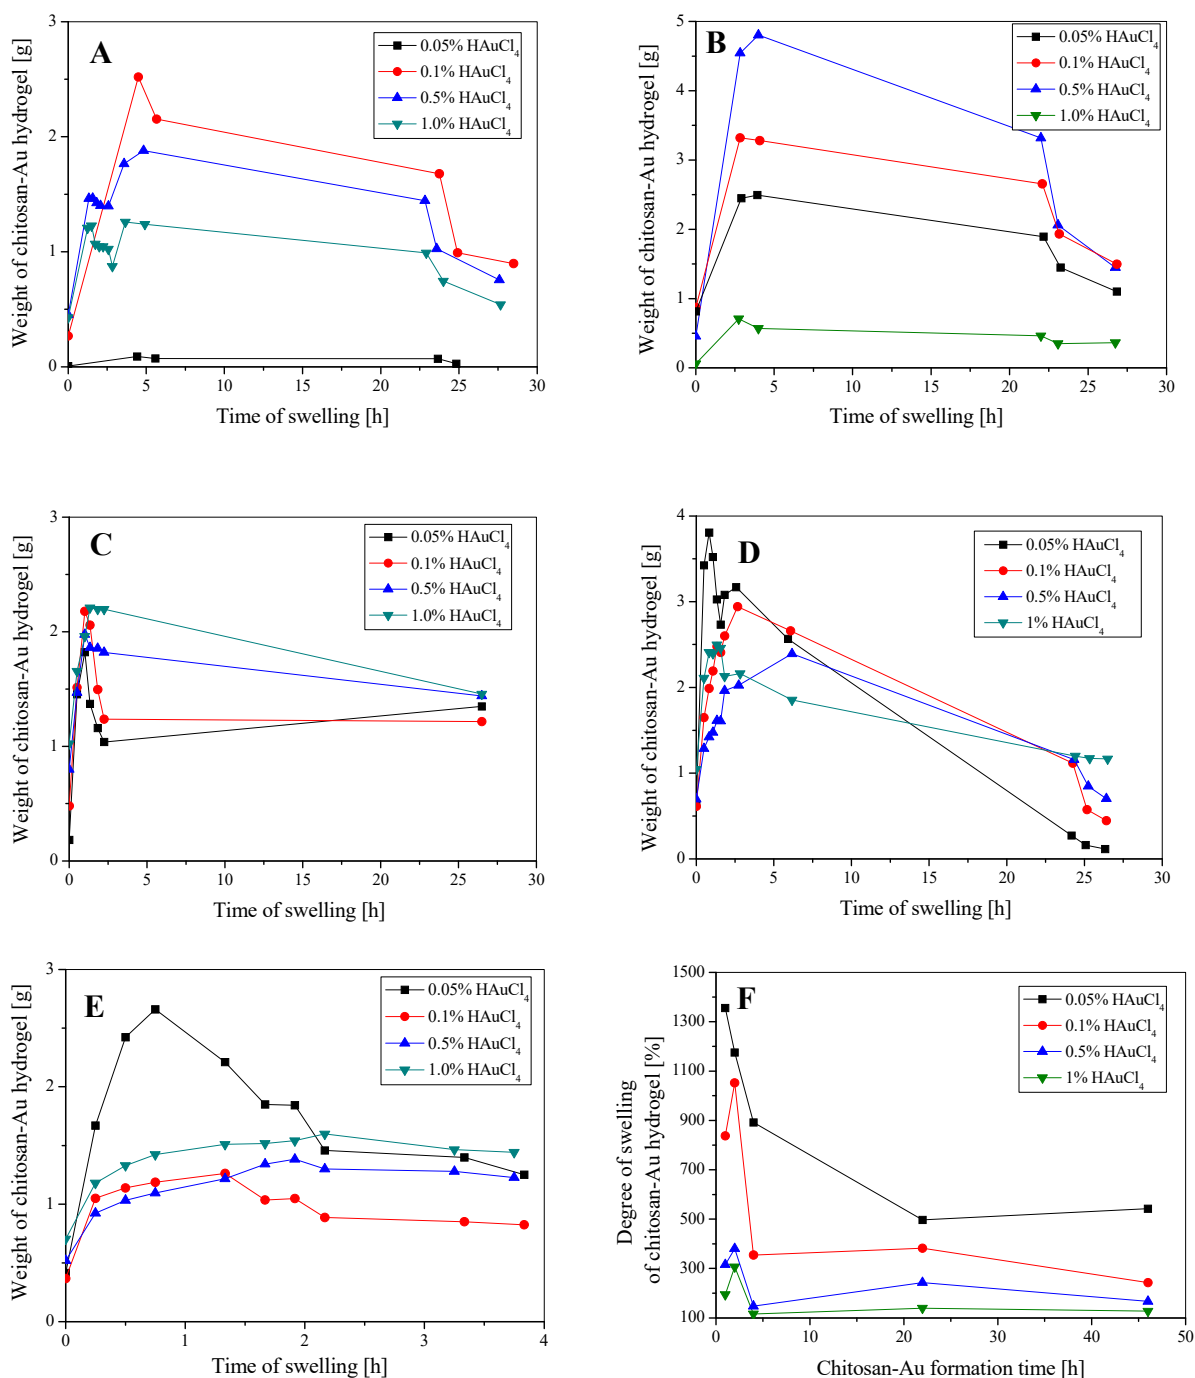 A
0.05% HAuCl4
0.1% HAuCl4
0.5% HAuCl4
1.0% HAuCl4
Weight of chitosan-Au hydrogel [g]
3
2
1
0
0 5 10 15 20 25 30
Time of swelling [h]
B
0.05% HAuCl4
0.1% HAuCl4
0.5% HAuCl4
1.0% HAuCl4
Weight of chitosan-Au hydrogel [g]
5
4
3
2
1
0
0 5 10 15 20 25 30
Time of swelling [h]
C
0.05% HAuCl4
0.1% HAuCl4
0.5% HAuCl4
1.0% HAuCl4
Weight of chitosan-Au hydrogel [g]
3
2
1
0
0 5 10 15 20 25 30
Time of swelling [h]
D
0.05% HAuCl4
0.1% HAuCl4
0.5% HAuCl4
1% HAuCl4
Weight of chitosan-Au hydrogel [g]
4
3
2
1
0
0 5 10 15 20 25 30
Time of swelling [h]
E
0.05% HAuCl4
0.1% HAuCl4
0.5% HAuCl4
1.0% HAuCl4
Weight of chitosan-Au hydrogel [g]
3
2
1
0
0 1 2 3 4
Time of swelling [h]
F
0.05% HAuCl4
0.1% HAuCl4
0.5% HAuCl4
1% HAuCl4
Degree of swelling
of chitosan-Au hydrogel [%]
1500
1300
1100
900
700
500
300
100
0 10 20 30 40 50
Chitosan-Au formation time [h]